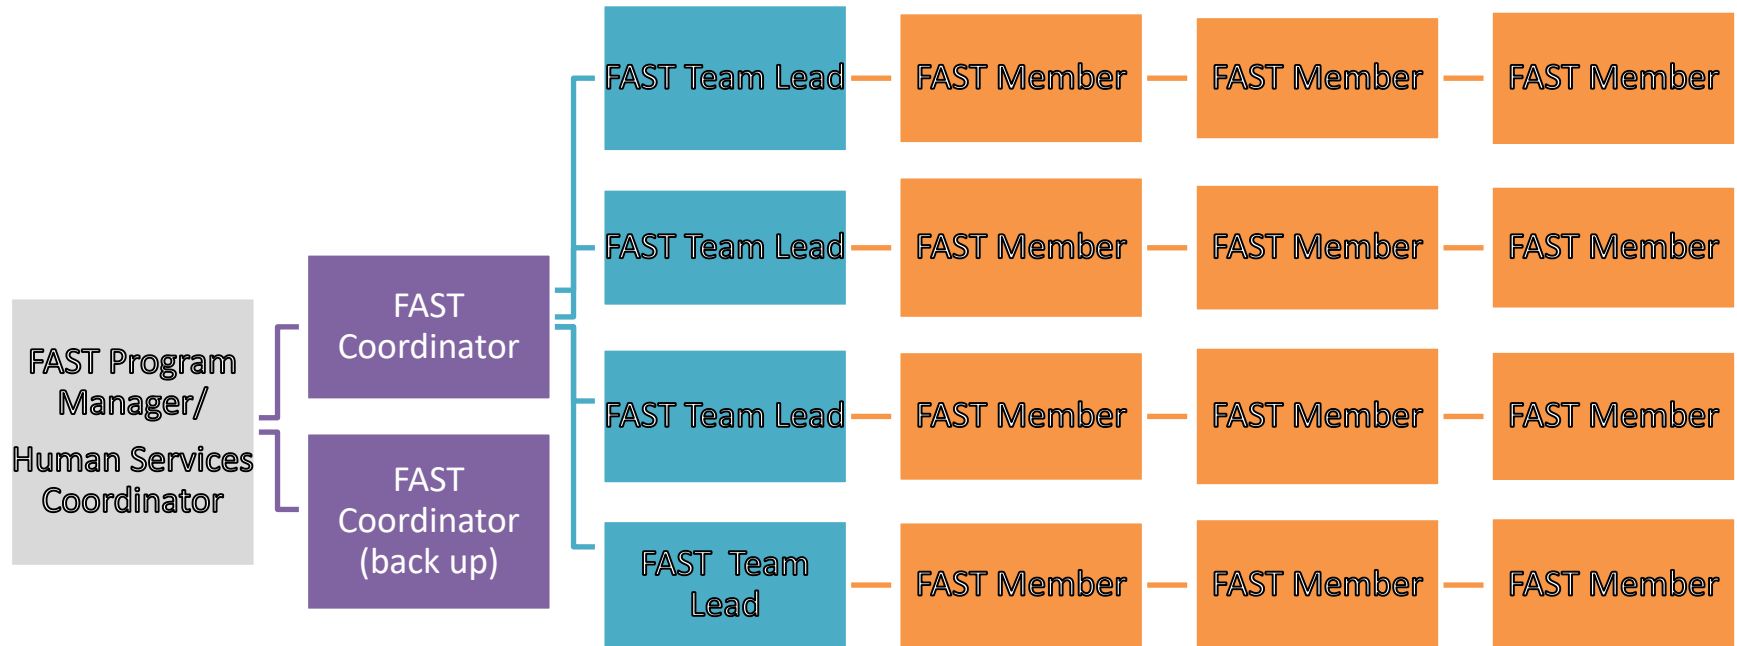 FAST Program
Manager/
Human Services
Coordinator
FAST
Coordinator
FAST
Coordinator
(back up)
FAST Team Lead
FAST Member
FAST Member
FAST Member
FAST Team Lead
FAST Member
FAST Member
FAST Member
FAST Team Lead
FAST Member
FAST Member
FAST Member
FAST  Team
Lead
FAST Member
FAST Member
FAST Member